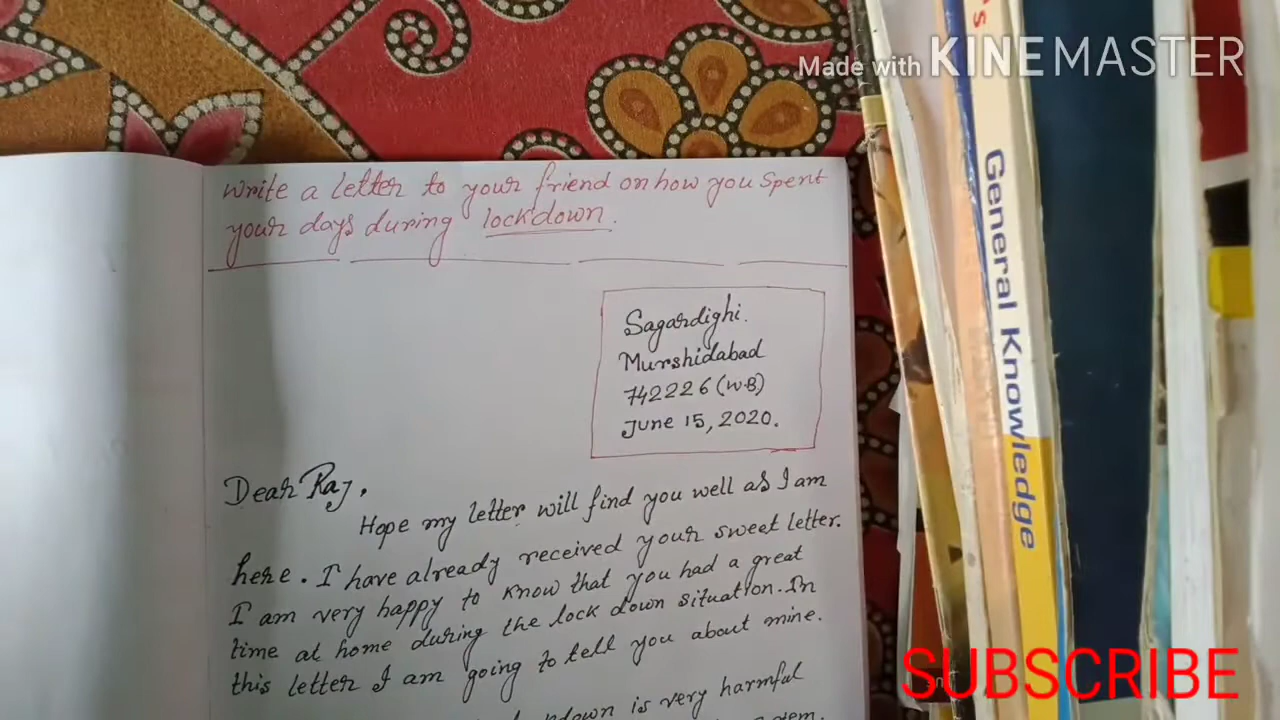 Made with KINEMASTER
Write a letter to your friend on how you spent
your days during lockdown.
Sagardighi.
Murshidabad
742226 (W.B)
June 15, 2020.
Dear Raj,
Hope my letter will find you well as I am
here. I have already received your sweet letter.
I am very happy to know that you had a great
time at home during the lock down situation. In
this letter I am going to tell you about mine.
down is very harmful
General Knowledge
SUBSCRIBE